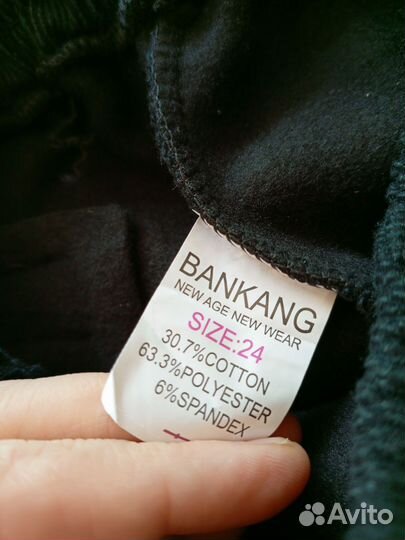 BANKANG
NEW AGE NEW WEAR
SIZE:24
30.7%COTTON
63.3%POLYESTER
6%SPANDEX
Avito